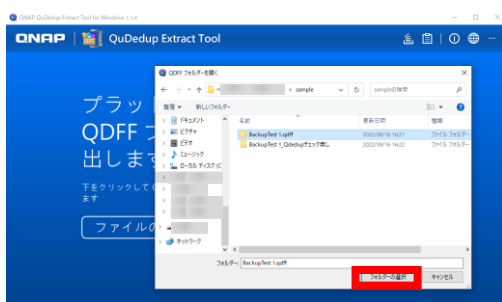 QNAP QuDedup Extract Tool for Windows 1.1.4
QNAP QuDedup Extract Tool
プラッ
QDFF フ
出しま
下をクリックして
ます
ファイルの
QDFF フォルダーを開く
sample
sampleの検索
整理 新しいフォルダー
名前 更新日時 種類
ドキュメント
ピクチャ
ビデオ
ミュージック
ローカル ディスク (C
ネットワーク
BackupTest 1.qdff 2022/09/16 16:21 ファイル フォルダー
BackupTest 1_Qdedupチェック無し 2022/09/16 16:22 ファイル フォルダー
フォルダー: BackupTest 1.qdff
フォルダーの選択 キャンセル